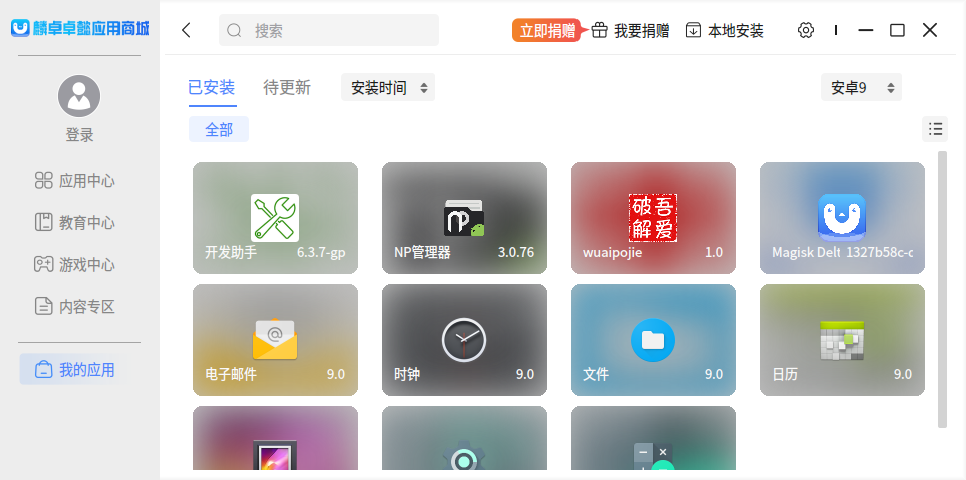 麟卓卓懿应用商城
搜索
立即捐赠
我要捐赠
本地安装
登录
应用中心
教育中心
游戏中心
内容专区
我的应用
已安装
待更新
安装时间
安卓9
全部
开发助手 6.3.7-gp
NP管理器 3.0.76
吾爱破解
wuaipojie 1.0
Magisk Delt 1327b58c-c
电子邮件 9.0
时钟 9.0
文件 9.0
日历 9.0